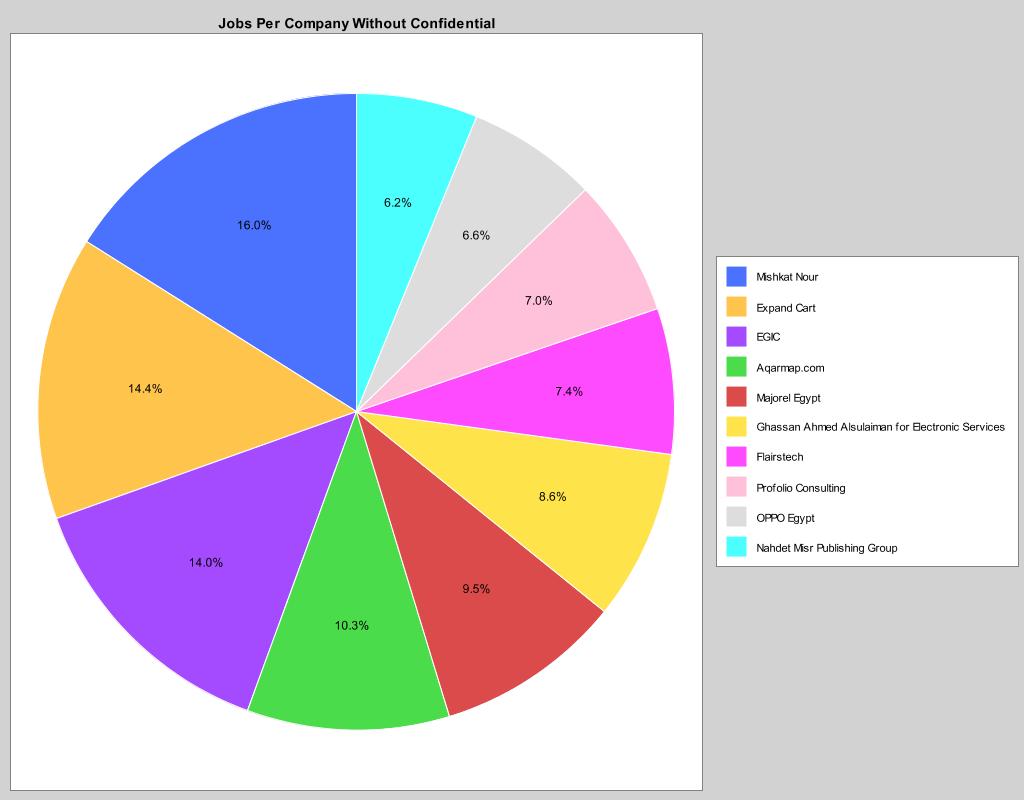 Jobs Per Company Without Confidential
6.2%
16.0%
6.6%
7.0%
14.4%
7.4%
8.6%
14.0%
9.5%
10.3%
Mishkat Nour
Expand Cart
EGIC
Aqarmap.com
Majorel Egypt
Ghassan Ahmed Alsulaiman for Electronic Services
Flairstech
Profolio Consulting
OPPO Egypt
Nahdet Misr Publishing Group